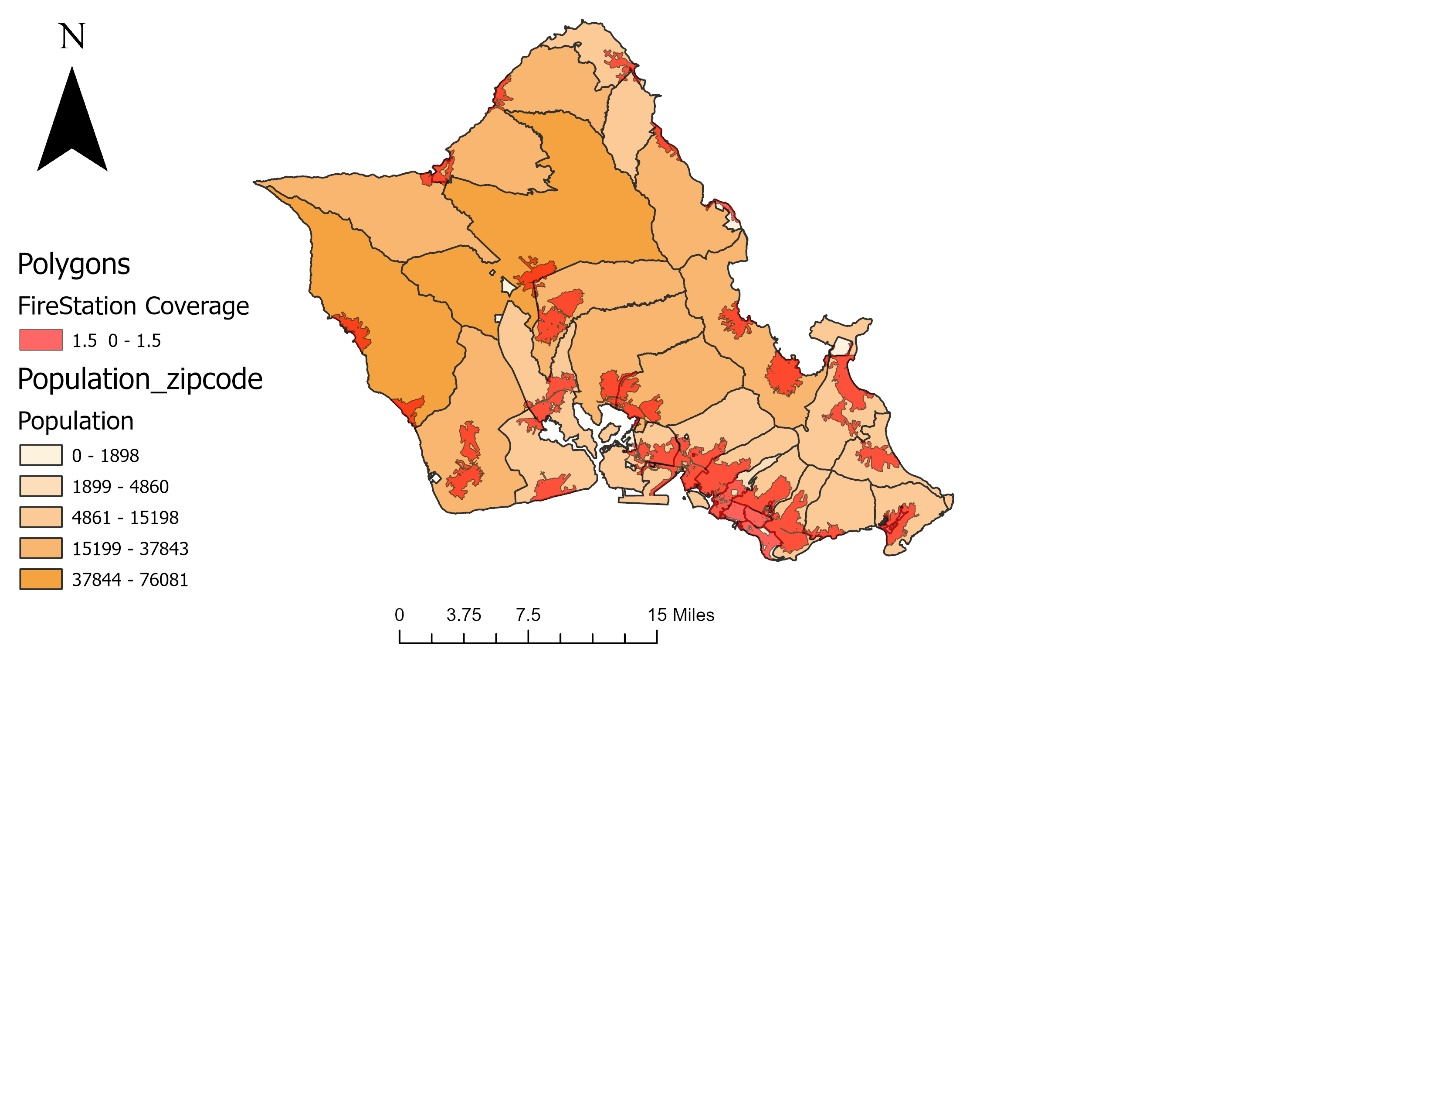 N
Polygons
FireStation Coverage
1.5 0 - 1.5
Population_zipcode
Population
0 - 1898
1899 - 4860
4861 - 15198
15199 - 37843
37844 - 76081
0 3.75 7.5 15 Miles